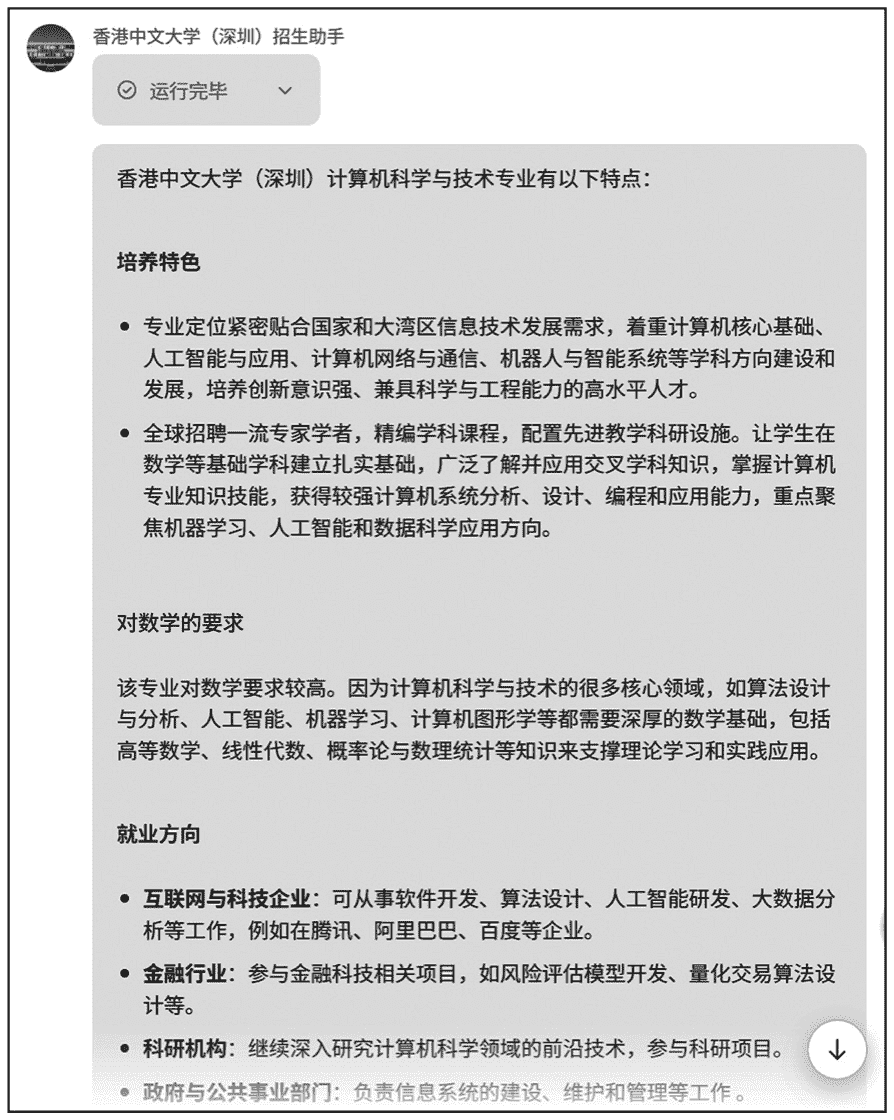 香港中文大学（深圳）招生助手
运行完毕
香港中文大学（深圳）计算机科学与技术专业有以下特点：
培养特色
• 专业定位紧密贴合国家和大湾区信息技术发展需求，着重计算机核心基础、
人工智能与应用、计算机网络与通信、机器人与智能系统等学科方向建设和
发展，培养创新意识强、兼具科学与工程能力的高水平人才。
• 全球招聘一流专家学者，精编学科课程，配置先进教学科研设施。让学生在
数学等基础学科建立扎实基础，广泛了解并应用交叉学科知识，掌握计算机
专业知识技能，获得较强计算机系统分析、设计、编程和应用能力，重点聚
焦机器学习、人工智能和数据科学应用方向。
对数学的要求
该专业对数学要求较高。因为计算机科学与技术的很多核心领域，如算法设计
与分析、人工智能、机器学习、计算机图形学等都需要深厚的数学基础，包括
高等数学、线性代数、概率论与数理统计等知识来支撑理论学习和实践应用。
就业方向
• 互联网与科技企业：可从事软件开发、算法设计、人工智能研发、大数据分
析等工作，例如在腾讯、阿里巴巴、百度等企业。
• 金融行业：参与金融科技相关项目，如风险评估模型开发、量化交易算法设
计等。
• 科研机构：继续深入研究计算机科学领域的前沿技术，参与科研项目。
• 政府与公共事业部门：负责信息系统的建设、维护和管理等工作。